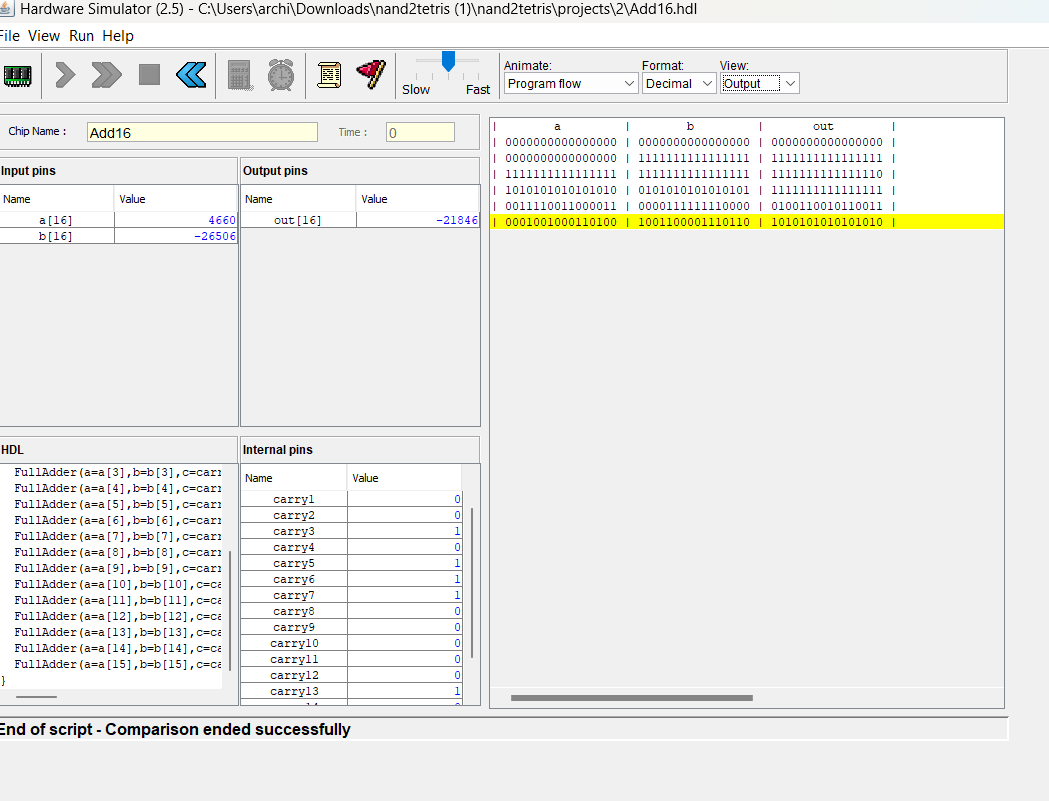 Hardware Simulator (2.5) - C:\Users\archi\Downloads\nand2tetris (1)\nand2tetris\projects\2\Add16.hdl
File View Run Help
Slow Fast
Animate: Format: View:
Program flow Decimal Output
Chip Name : Add16 Time : 0
Input pins
Name Value
a[16] 4660
b[16] -26506
Output pins
Name Value
out[16] -21846
| a | b | out |
| 0000000000000000 | 0000000000000000 | 0000000000000000 |
| 0000000000000000 | 1111111111111111 | 1111111111111111 |
| 1111111111111111 | 1111111111111111 | 1111111111111110 |
| 1010101010101010 | 0101010101010101 | 1111111111111111 |
| 0011110011000011 | 0000111111110000 | 0100110010110011 |
| 0001001000110100 | 1001100001110110 | 1010101010101010 |
HDL
FullAdder(a=a[3],b=b[3],c=carr
FullAdder(a=a[4],b=b[4],c=carr
FullAdder(a=a[5],b=b[5],c=carr
FullAdder(a=a[6],b=b[6],c=carr
FullAdder(a=a[7],b=b[7],c=carr
FullAdder(a=a[8],b=b[8],c=carr
FullAdder(a=a[9],b=b[9],c=carr
FullAdder(a=a[10],b=b[10],c=ca
FullAdder(a=a[11],b=b[11],c=ca
FullAdder(a=a[12],b=b[12],c=ca
FullAdder(a=a[13],b=b[13],c=ca
FullAdder(a=a[14],b=b[14],c=ca
FullAdder(a=a[15],b=b[15],c=ca
}
Internal pins
Name Value
carry1 0
carry2 0
carry3 1
carry4 0
carry5 1
carry6 1
carry7 1
carry8 0
carry9 0
carry10 0
carry11 0
carry12 0
carry13 1
End of script - Comparison ended successfully